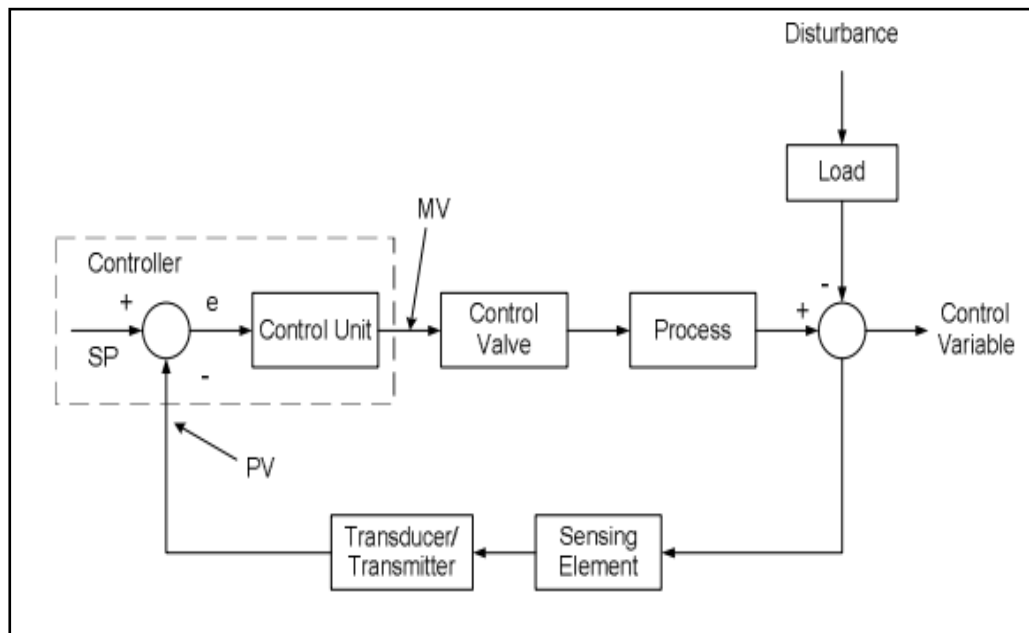 Disturbance
Load
MV
Controller
+
e
Control Unit
Control
Valve
Process
+
-
Control
Variable
SP
-
PV
Transducer/
Transmitter
Sensing
Element